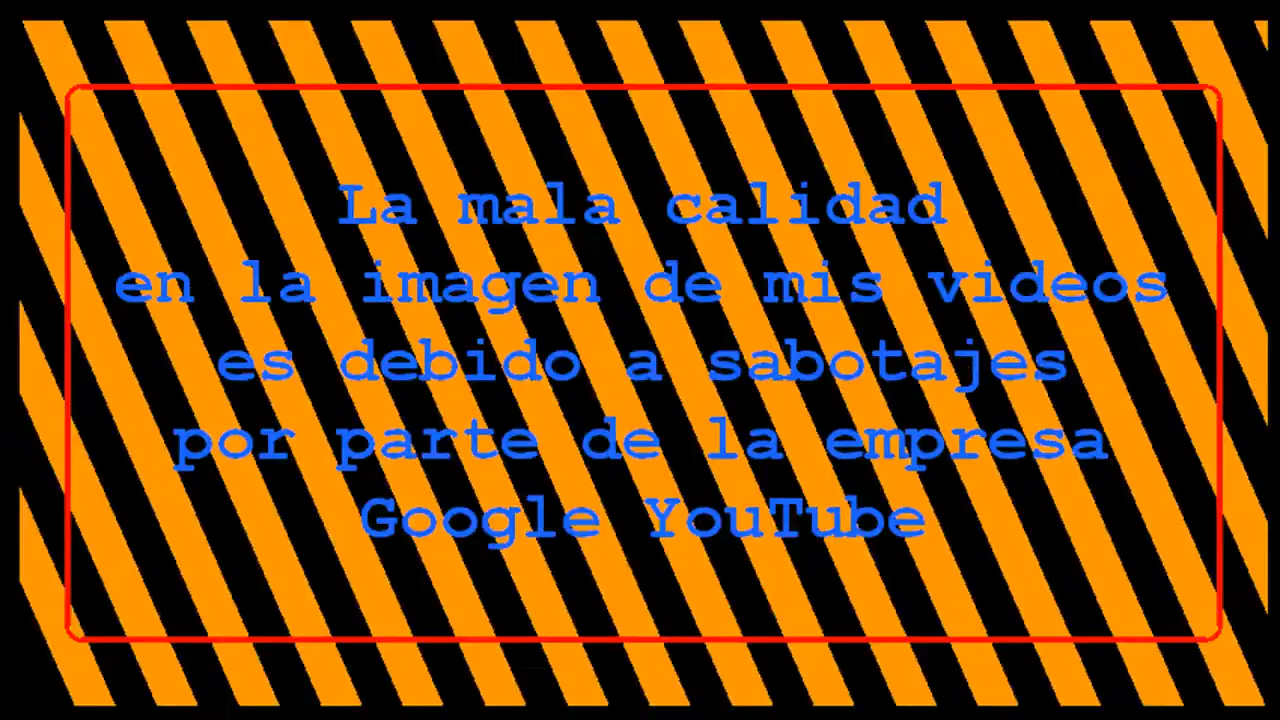 La mala calidad
en la imagen de mis videos
es debido a sabotajes
por parte de la empresa
Google YouTube